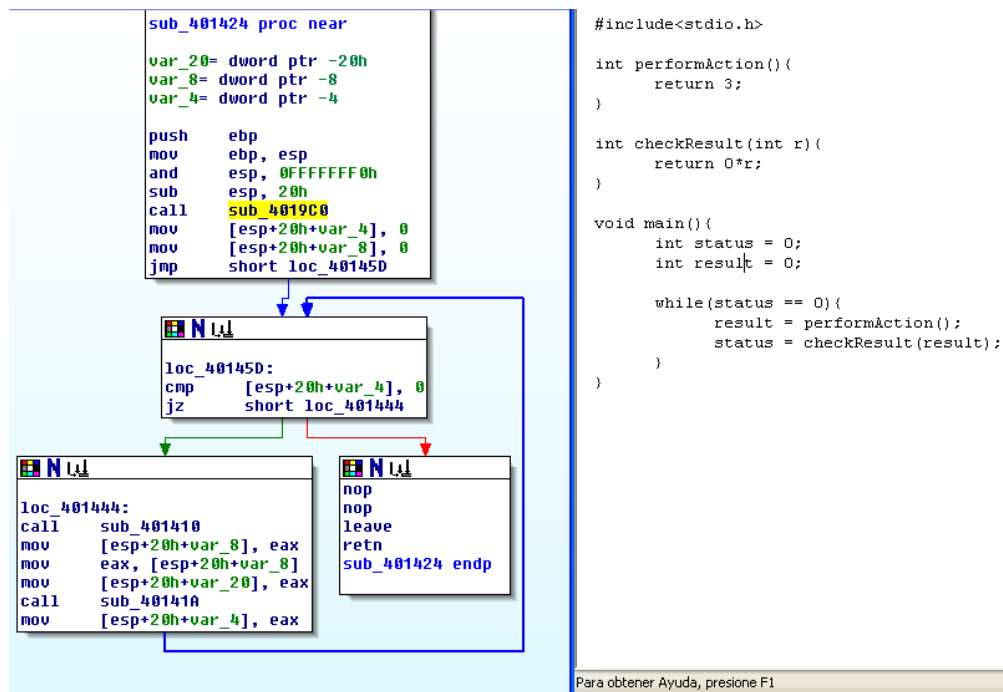 sub_401424 proc near
var_20= dword ptr -20h
var_8= dword ptr -8
var_4= dword ptr -4
push ebp
mov ebp, esp
and esp, 0FFFFFFF0h
sub esp, 20h
call sub_4019C0
mov [esp+20h+var_4], 0
mov [esp+20h+var_8], 0
jmp short loc_40145D
N
loc_40145D:
cmp [esp+20h+var_4], 0
jz short loc_401444
N
loc_401444:
call sub_401410
mov [esp+20h+var_8], eax
mov eax, [esp+20h+var_8]
mov [esp+20h+var_20], eax
call sub_40141A
mov [esp+20h+var_4], eax
N
nop
nop
leave
retn
sub_401424 endp
#include<stdio.h>
int performAction(){
return 3;
}
int checkResult(int r){
return 0*r;
}
void main(){
int status = 0;
int result = 0;
while(status == 0){
result = performAction();
status = checkResult(result);
}
}
Para obtener Ayuda, presione F1